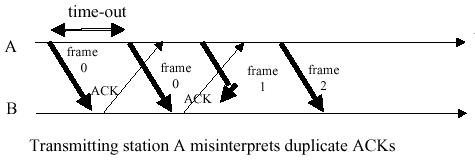 time-out
A
frame
0
ACK
frame
0
ACK
frame
1
frame
2
B
Transmitting station A misinterprets duplicate ACKs